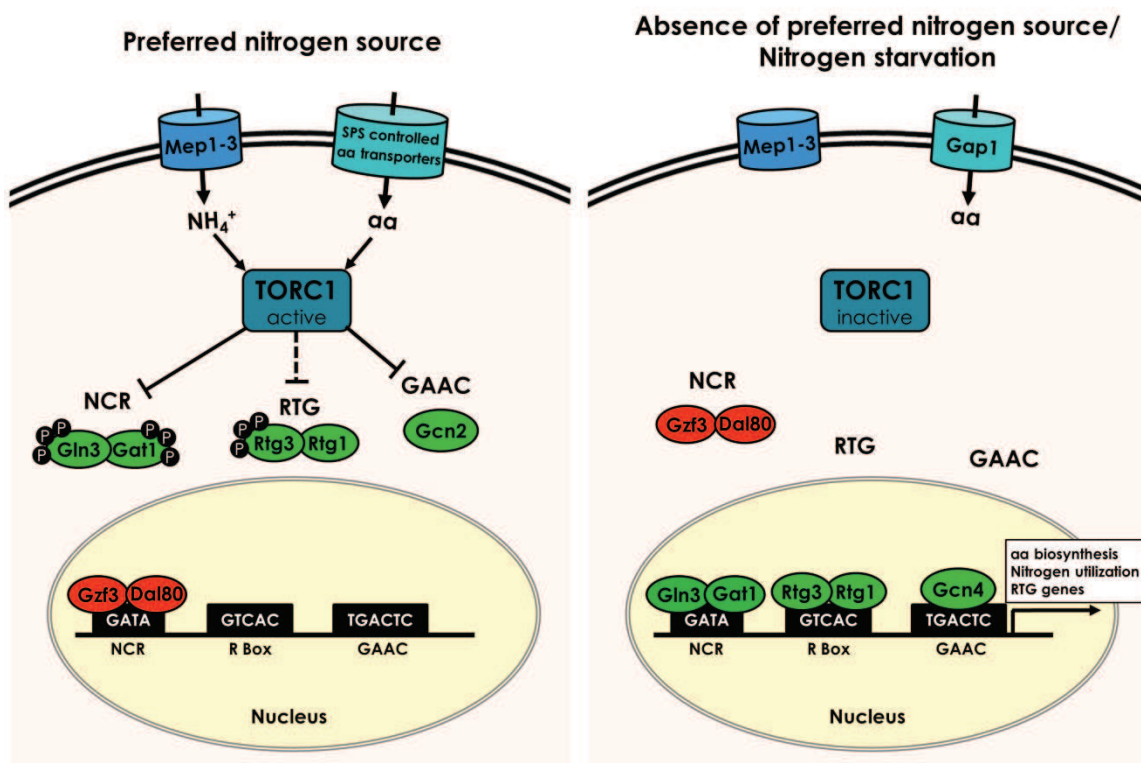 Preferred nitrogen source
Mep1-3
SPS controlled
aa transporters
NH₄⁺
aa
TORC1
active
NCR
P
P
P
Gln3
Gat1
P
P
P
RTG
P
P
P
Rtg3
Rtg1
GAAC
Gcn2
Gzf3
Dal80
GATA
GTCAC
TGACTC
NCR
R Box
GAAC
Nucleus
Absence of preferred nitrogen source/
Nitrogen starvation
Mep1-3
Gap1
aa
TORC1
inactive
NCR
Gzf3
Dal80
RTG
GAAC
aa biosynthesis
Nitrogen utilization
RTG genes
Gln3
Gat1
Rtg3
Rtg1
Gcn4
GATA
GTCAC
TGACTC
NCR
R Box
GAAC
Nucleus